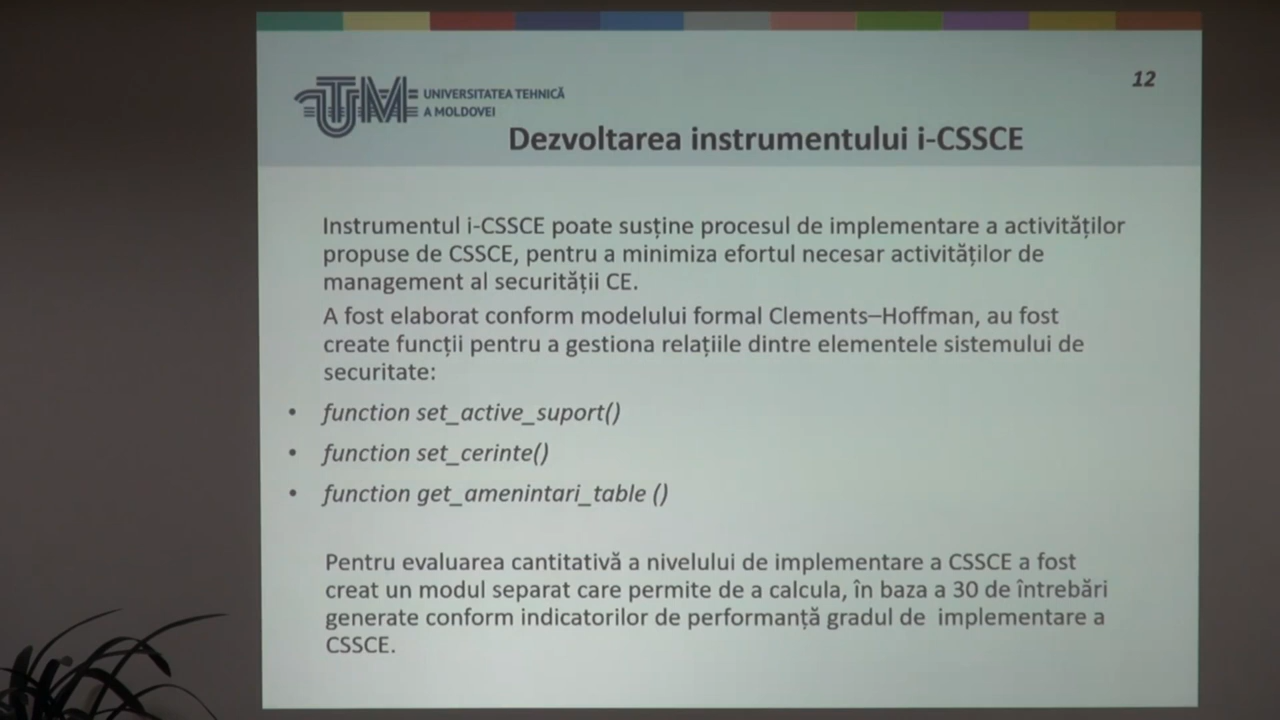 12
UTM
UNIVERSITATEA TEHNICĂ
A MOLDOVEI
Dezvoltarea instrumentului i-CSSCE
Instrumentul i-CSSCE poate susține procesul de implementare a activităților
propuse de CSSCE, pentru a minimiza efortul necesar activităților de
management al securității CE.
A fost elaborat conform modelului formal Clements–Hoffman, au fost
create funcții pentru a gestiona relațiile dintre elementele sistemului de
securitate:
• function set_active_suport()
• function set_cerinte()
• function get_amenintari_table ()
Pentru evaluarea cantitativă a nivelului de implementare a CSSCE a fost
creat un modul separat care permite de a calcula, în baza a 30 de întrebări
generate conform indicatorilor de performanță gradul de  implementare a
CSSCE.